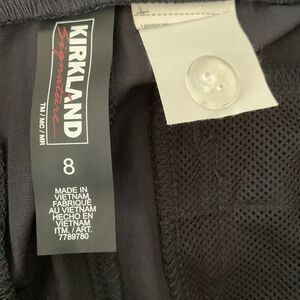 KIRKLAND
Signature
TM / MC / MR
8
MADE IN
VIETNAM
FABRIQUÉ
AU VIETNAM
HECHO EN
VIETNAM
ITM. / ART.
7789780